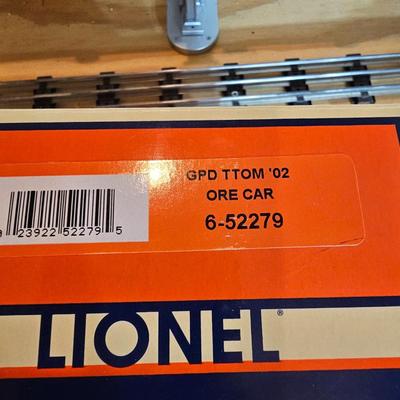 GPD TTOM '02
ORE CAR
6-52279
23922 52279 5
LIONEL®